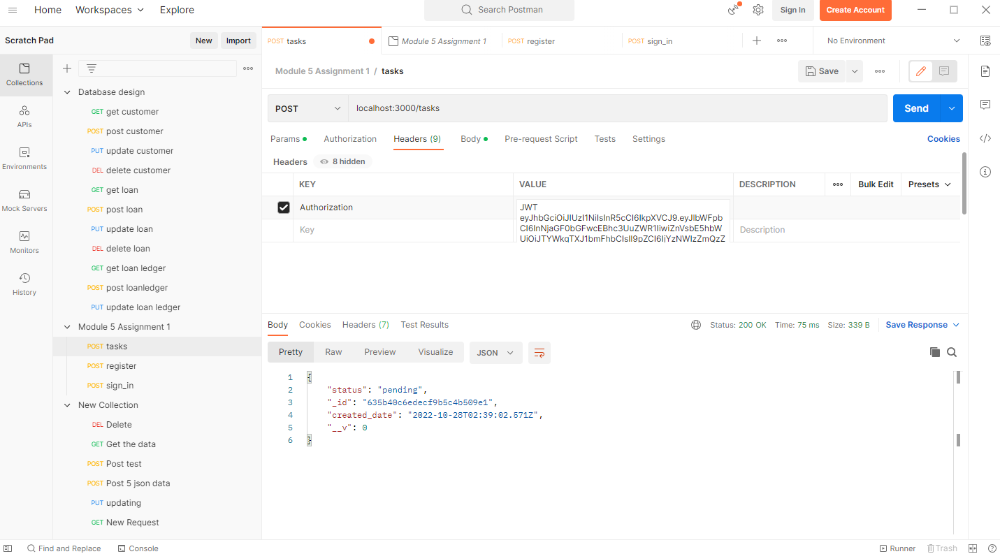 Home
Workspaces
Explore
Search Postman
Sign In
Create Account
Scratch Pad
New
Import
POST tasks
Module 5 Assignment 1
POST register
POST sign_in
No Environment
Collections
APIs
Environments
Mock Servers
Monitors
History
Database design
GET get customer
POST post customer
PUT update customer
DEL delete customer
GET get loan
POST post loan
PUT update loan
DEL delete loan
GET get loan ledger
POST post loanledger
PUT update loan ledger
Module 5 Assignment 1
POST tasks
POST register
POST sign_in
New Collection
DEL Delete
GET Get the data
POST Post test
POST Post 5 json data
PUT updating
GET New Request
Module 5 Assignment 1 / tasks
Save
POST
localhost:3000/tasks
Send
Params
Authorization
Headers (9)
Body
Pre-request Script
Tests
Settings
Cookies
Headers
8 hidden
KEY
VALUE
DESCRIPTION
Bulk Edit
Presets
Authorization
JWT
eyJhbGciOiJIUzI1NiIsInR5cCI6IkpXVCJ9.eyJlbWFpb
CI6InNjaGF0bGFwcEBhc3UuZWR1IiwiZnVsbE5hbW
UiOiJTYWkgTXJ1bmFhbCIsIl9pZCI6IjYzNWIzZmQzZ
Key
Description
Body
Cookies
Headers (7)
Test Results
Status: 200 OK
Time: 75 ms
Size: 339 B
Save Response
Pretty
Raw
Preview
Visualize
JSON
1 {
2 "status": "pending",
3 "_id": "635b40c6edecf9b5c4b509e1",
4 "created_date": "2022-10-28T02:39:02.571Z",
5 "__v": 0
6 }
Find and Replace
Console
Runner
Trash